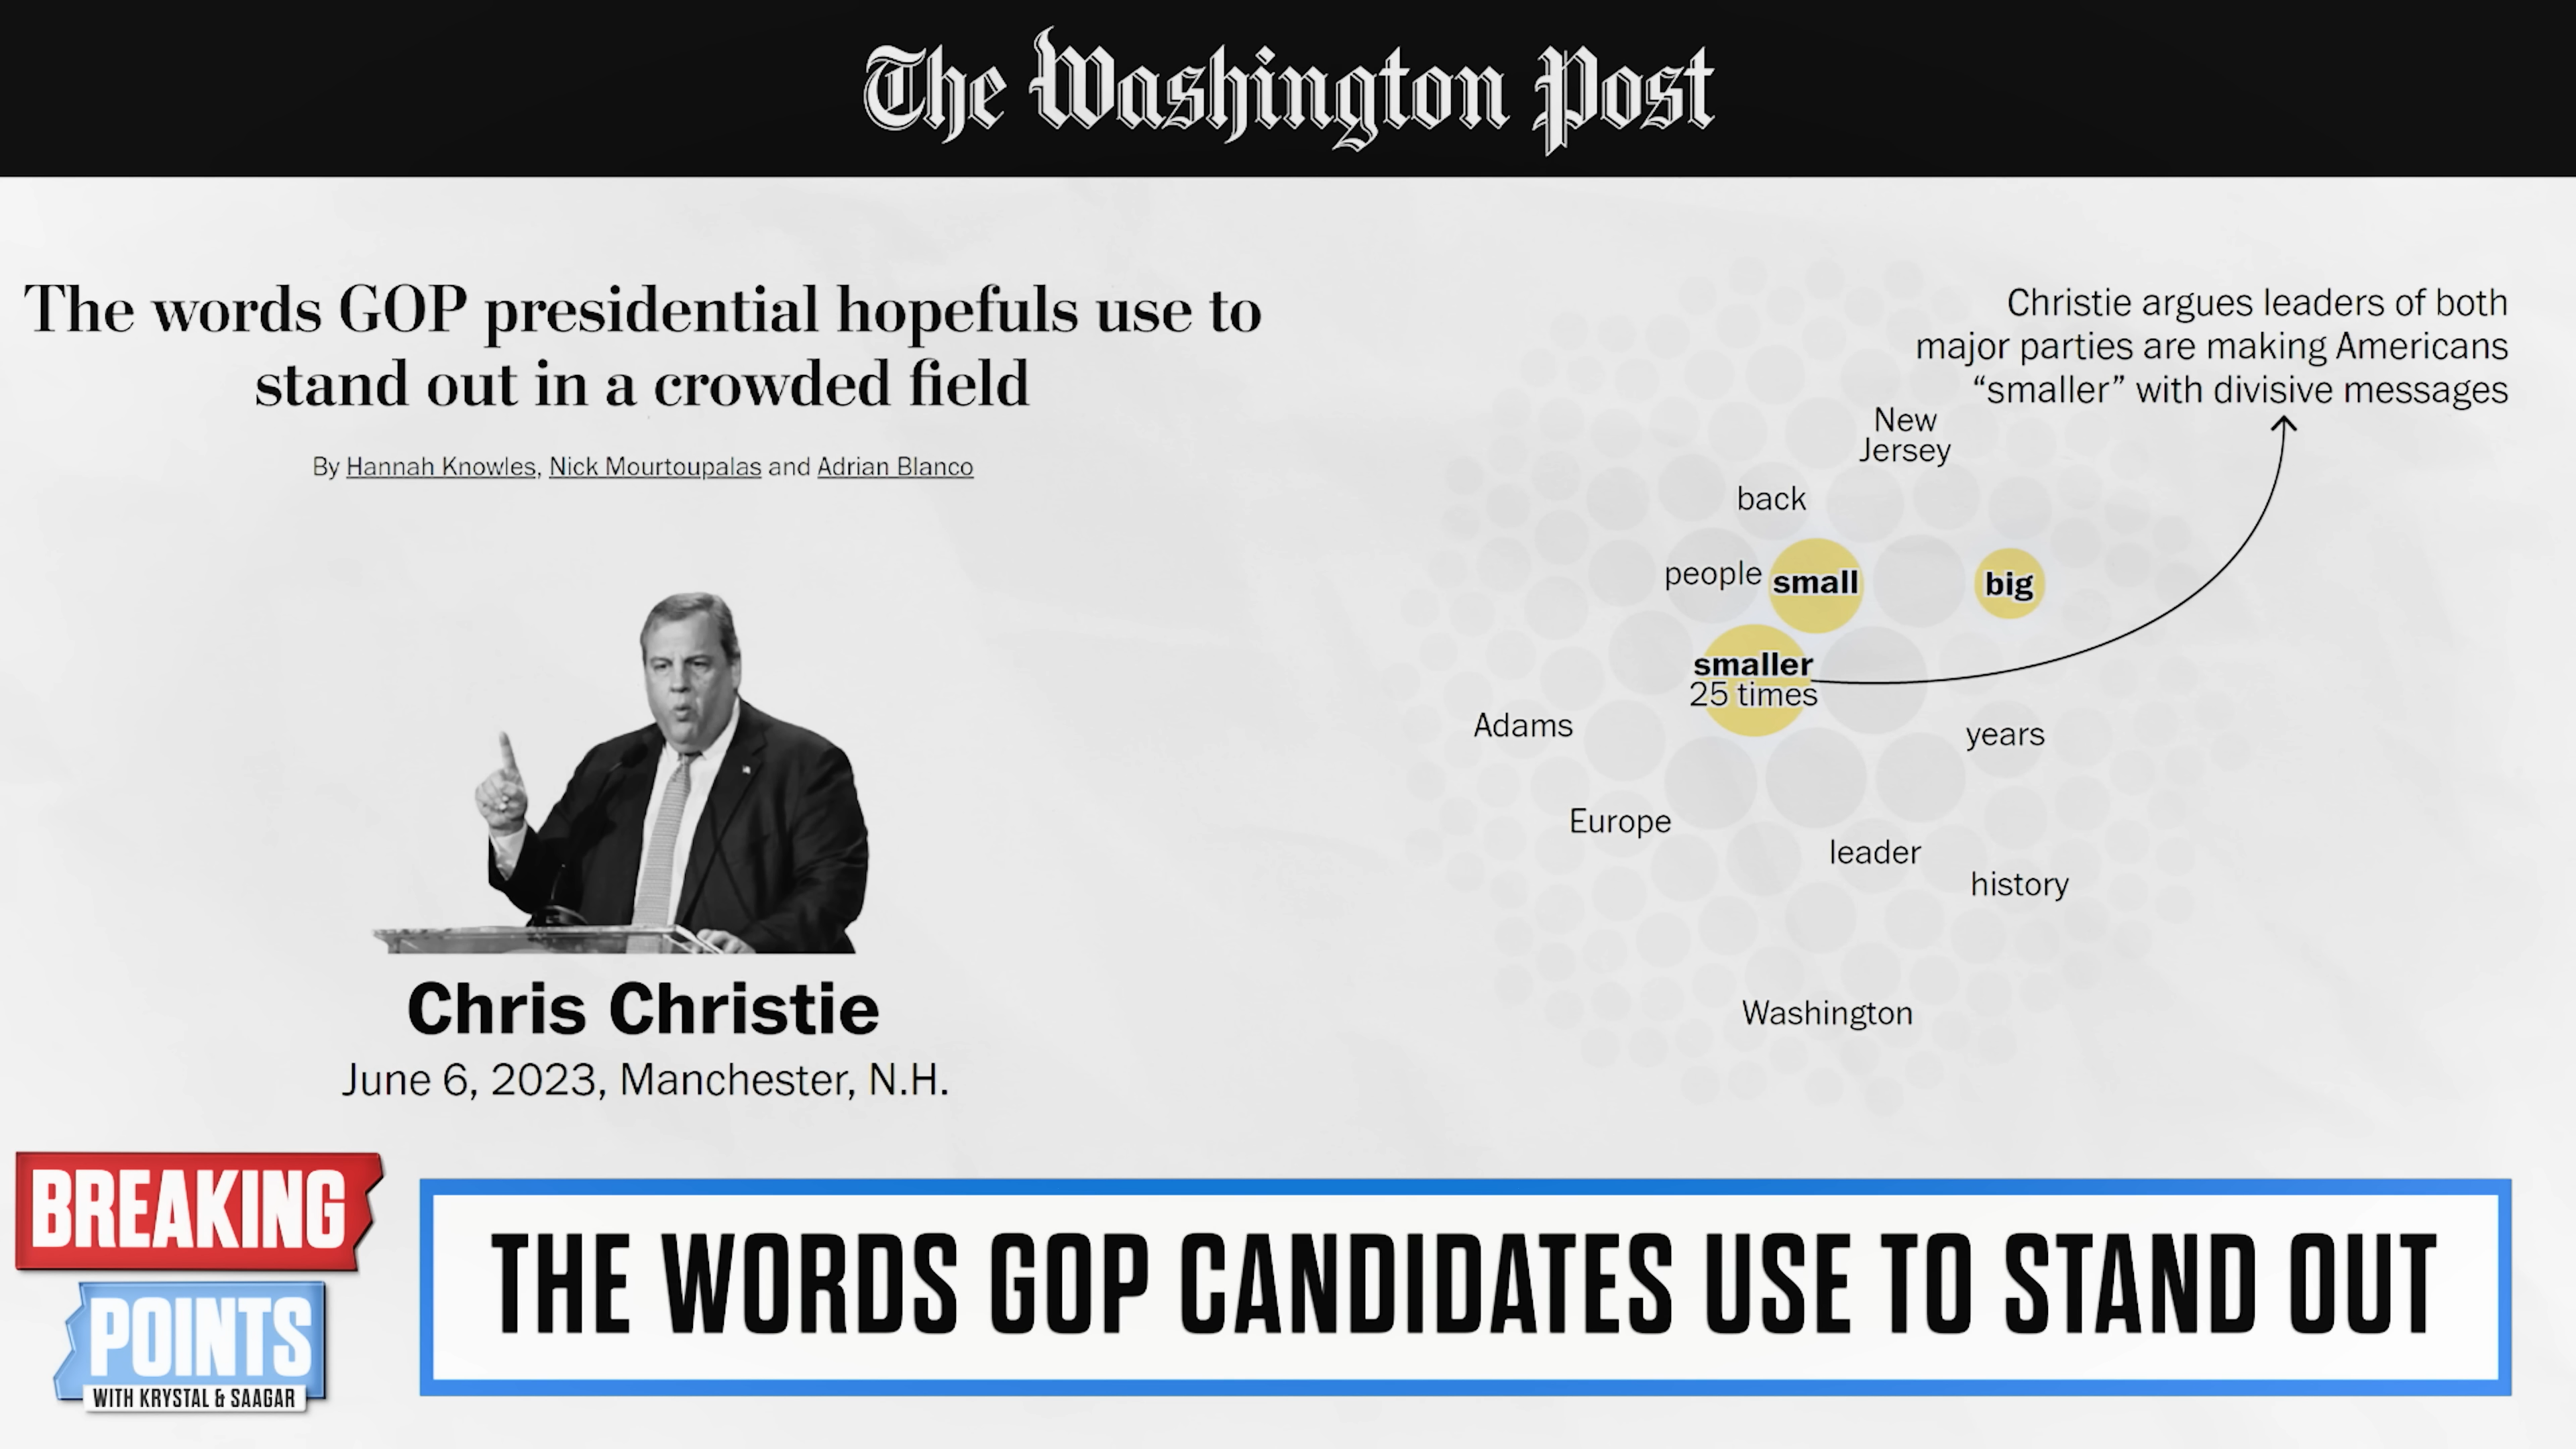 The Washington Post
The words GOP presidential hopefuls use to
stand out in a crowded field
By Hannah Knowles, Nick Mourtoupalas and Adrian Blanco
Chris Christie
June 6, 2023, Manchester, N.H.
Christie argues leaders of both
major parties are making Americans
“smaller” with divisive messages
New
Jersey
back
people
small
big
smaller
25 times
Adams
years
Europe
leader
history
Washington
BREAKING
POINTS
WITH KRYSTAL & SAAGAR
THE WORDS GOP CANDIDATES USE TO STAND OUT